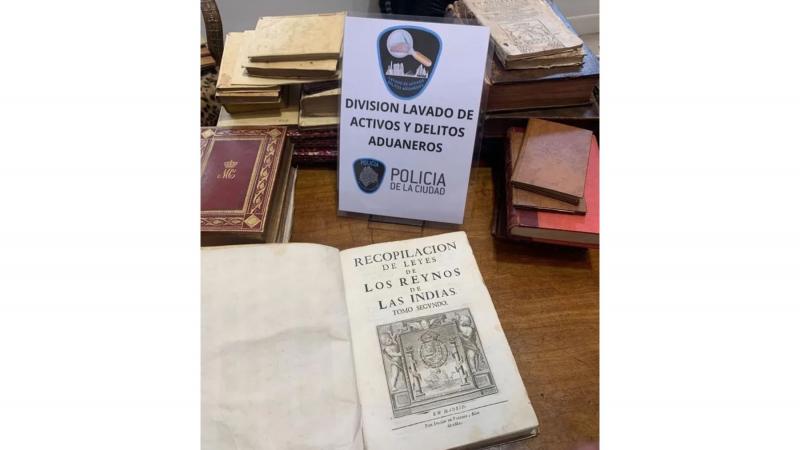 DIVISION LAVADO DE
ACTIVOS Y DELITOS
ADUANEROS
POLICIA
POLICIA
DE LA CIUDAD
RECOPILACION
DE LEYES
DE
LOS REYNOS
DE
LAS INDIAS.
TOMO SEGVNDO.
EN MADRID: